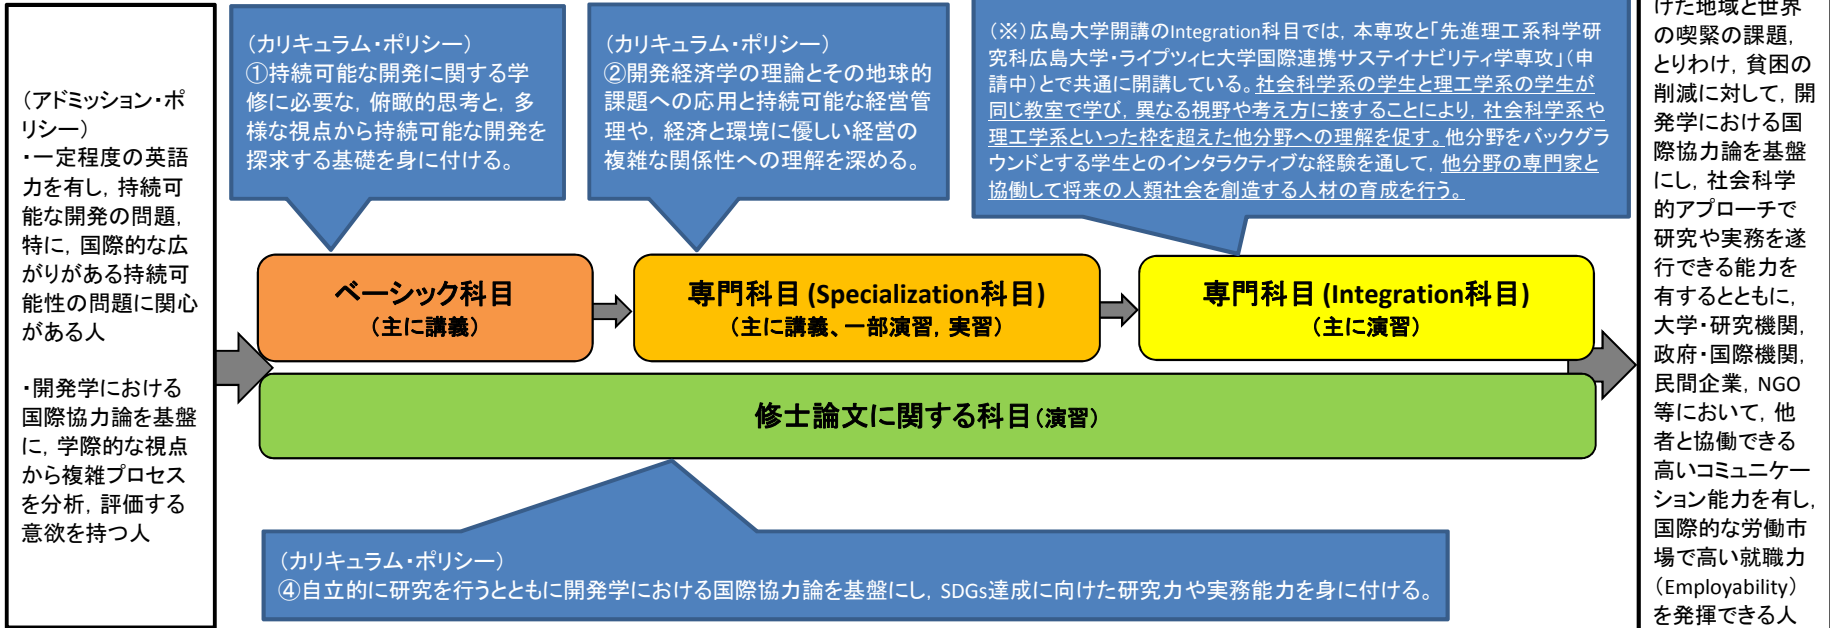 （アドミッション・ポ
リシー）
・一定程度の英語
力を有し，持続可
能な開発の問題，
特に，国際的な広
がりがある持続可
能性の問題に関心
がある人
・開発学における
国際協力論を基盤
に，学際的な視点
から複雑プロセス
を分析，評価する
意欲を持つ人
（カリキュラム・ポリシー）
①持続可能な開発に関する学
修に必要な，俯瞰的思考と，多
様な視点から持続可能な開発を
探求する基礎を身に付ける。
（カリキュラム・ポリシー）
②開発経済学の理論とその地球的
課題への応用と持続可能な経営管
理や，経済と環境に優しい経営の
複雑な関係性への理解を深める。
（※）広島大学開講のIntegration科目では，本専攻と「先進理工系科学研
究科広島大学・ライプツィヒ大学国際連携サステイナビリティ学専攻」（申
請中）とで共通に開講している。社会科学系の学生と理工学系の学生が
同じ教室で学び，異なる視野や考え方に接することにより，社会科学系や
理工学系といった枠を超えた他分野への理解を促す。他分野をバックグラ
ウンドとする学生とのインタラクティブな経験を通して，他分野の専門家と
協働して将来の人類社会を創造する人材の育成を行う。
ベーシック科目
（主に講義）
専門科目 (Specialization科目)
（主に講義、一部演習，実習）
専門科目 (Integration科目)
（主に演習）
修士論文に関する科目（演習）
（カリキュラム・ポリシー）
④自立的に研究を行うとともに開発学における国際協力論を基盤にし，SDGs達成に向けた研究力や実務能力を身に付ける。
けた地域と世界
の喫緊の課題，
とりわけ，貧困の
削減に対して，開
発学における国
際協力論を基盤
にし，社会科学
的アプローチで
研究や実務を遂
行できる能力を
有するとともに，
大学・研究機関，
政府・国際機関，
民間企業，NGO
等において，他
者と協働できる
高いコミュニケー
ション能力を有し，
国際的な労働市
場で高い就職力
（Employability）
を発揮できる人